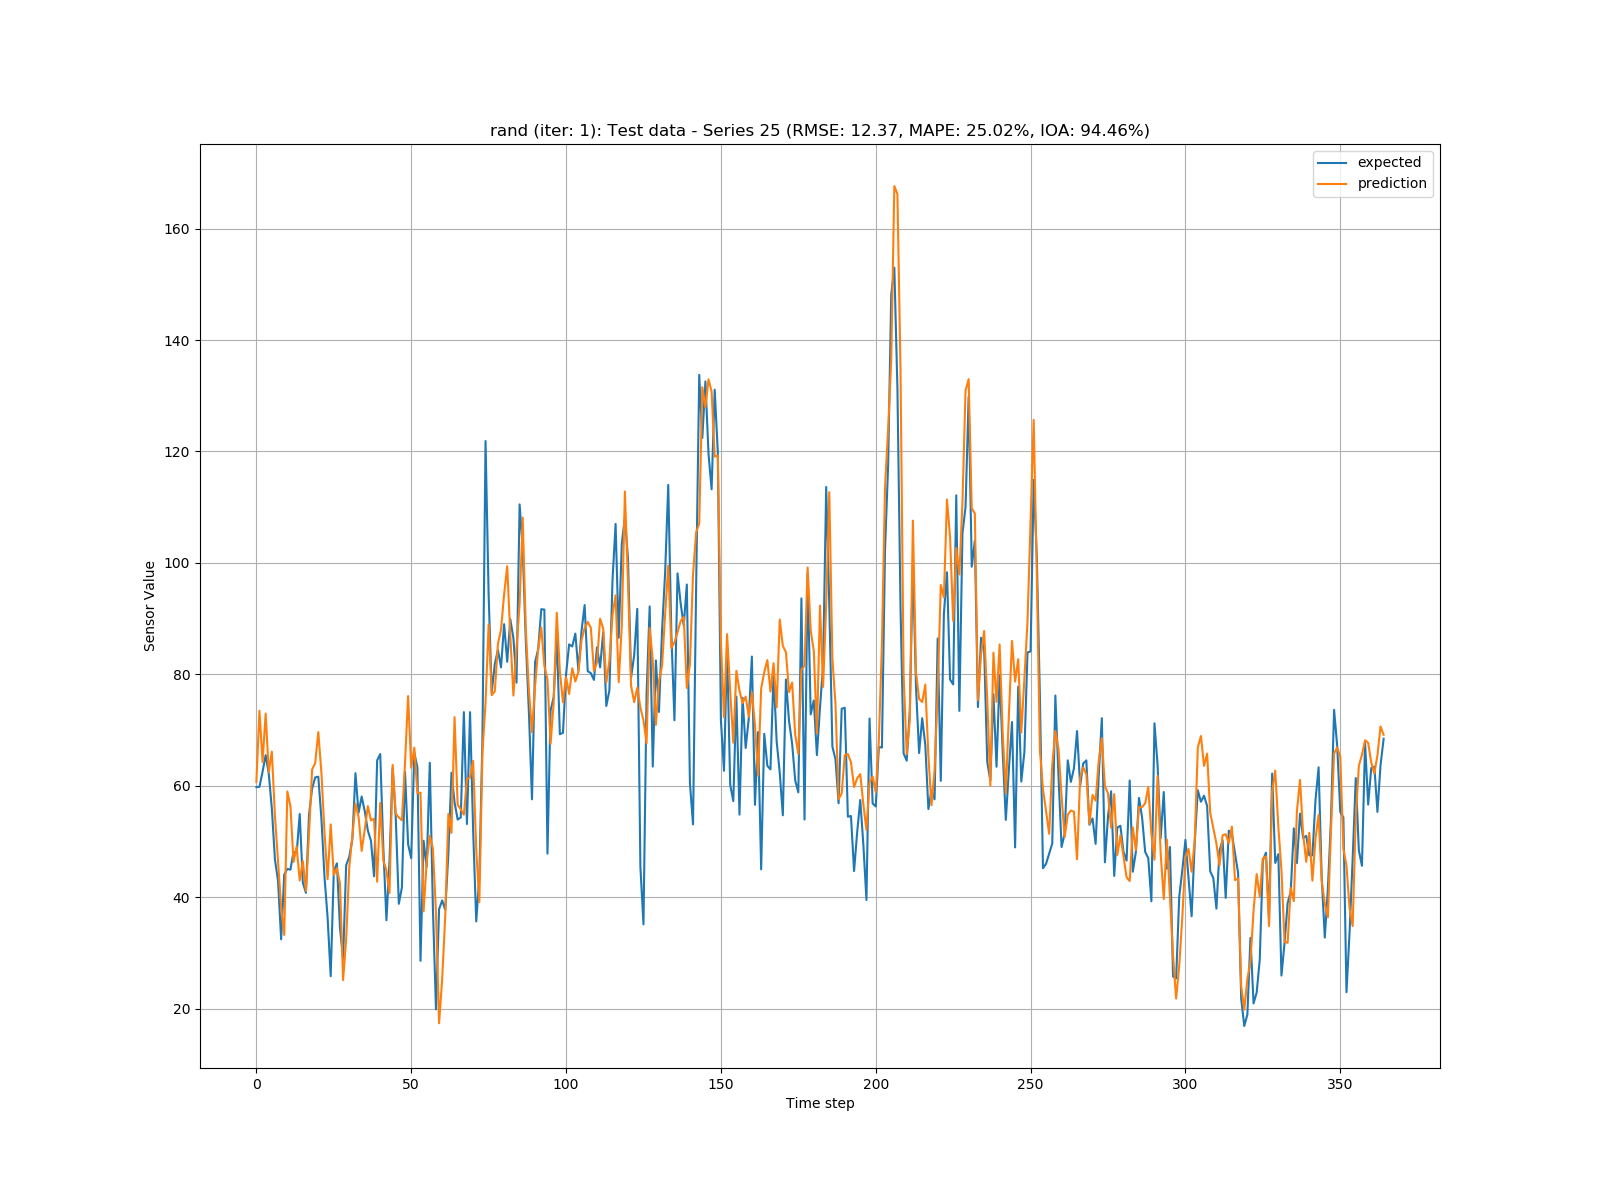 rand (iter: 1): Test data - Series 25 (RMSE: 12.37, MAPE: 25.02%, IOA: 94.46%)
expected
prediction
160
140
120
100
80
60
40
20
Sensor Value
0 50 100 150 200 250 300 350
Time step